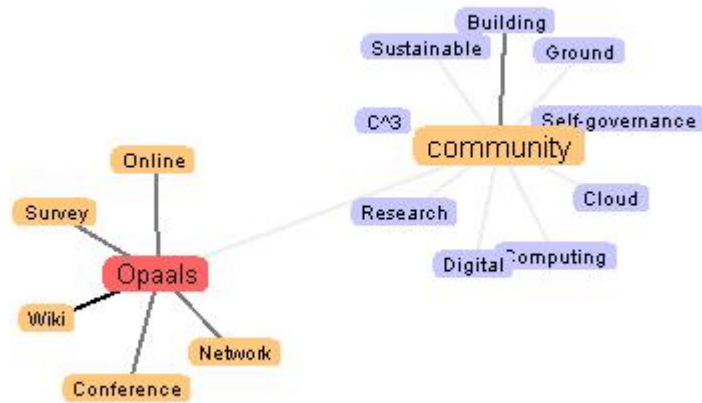 Building
Sustainable
Ground
C^3
Self-governance
community
Online
Cloud
Survey
Research
Digital
Computing
Opaals
Wiki
Network
Conference